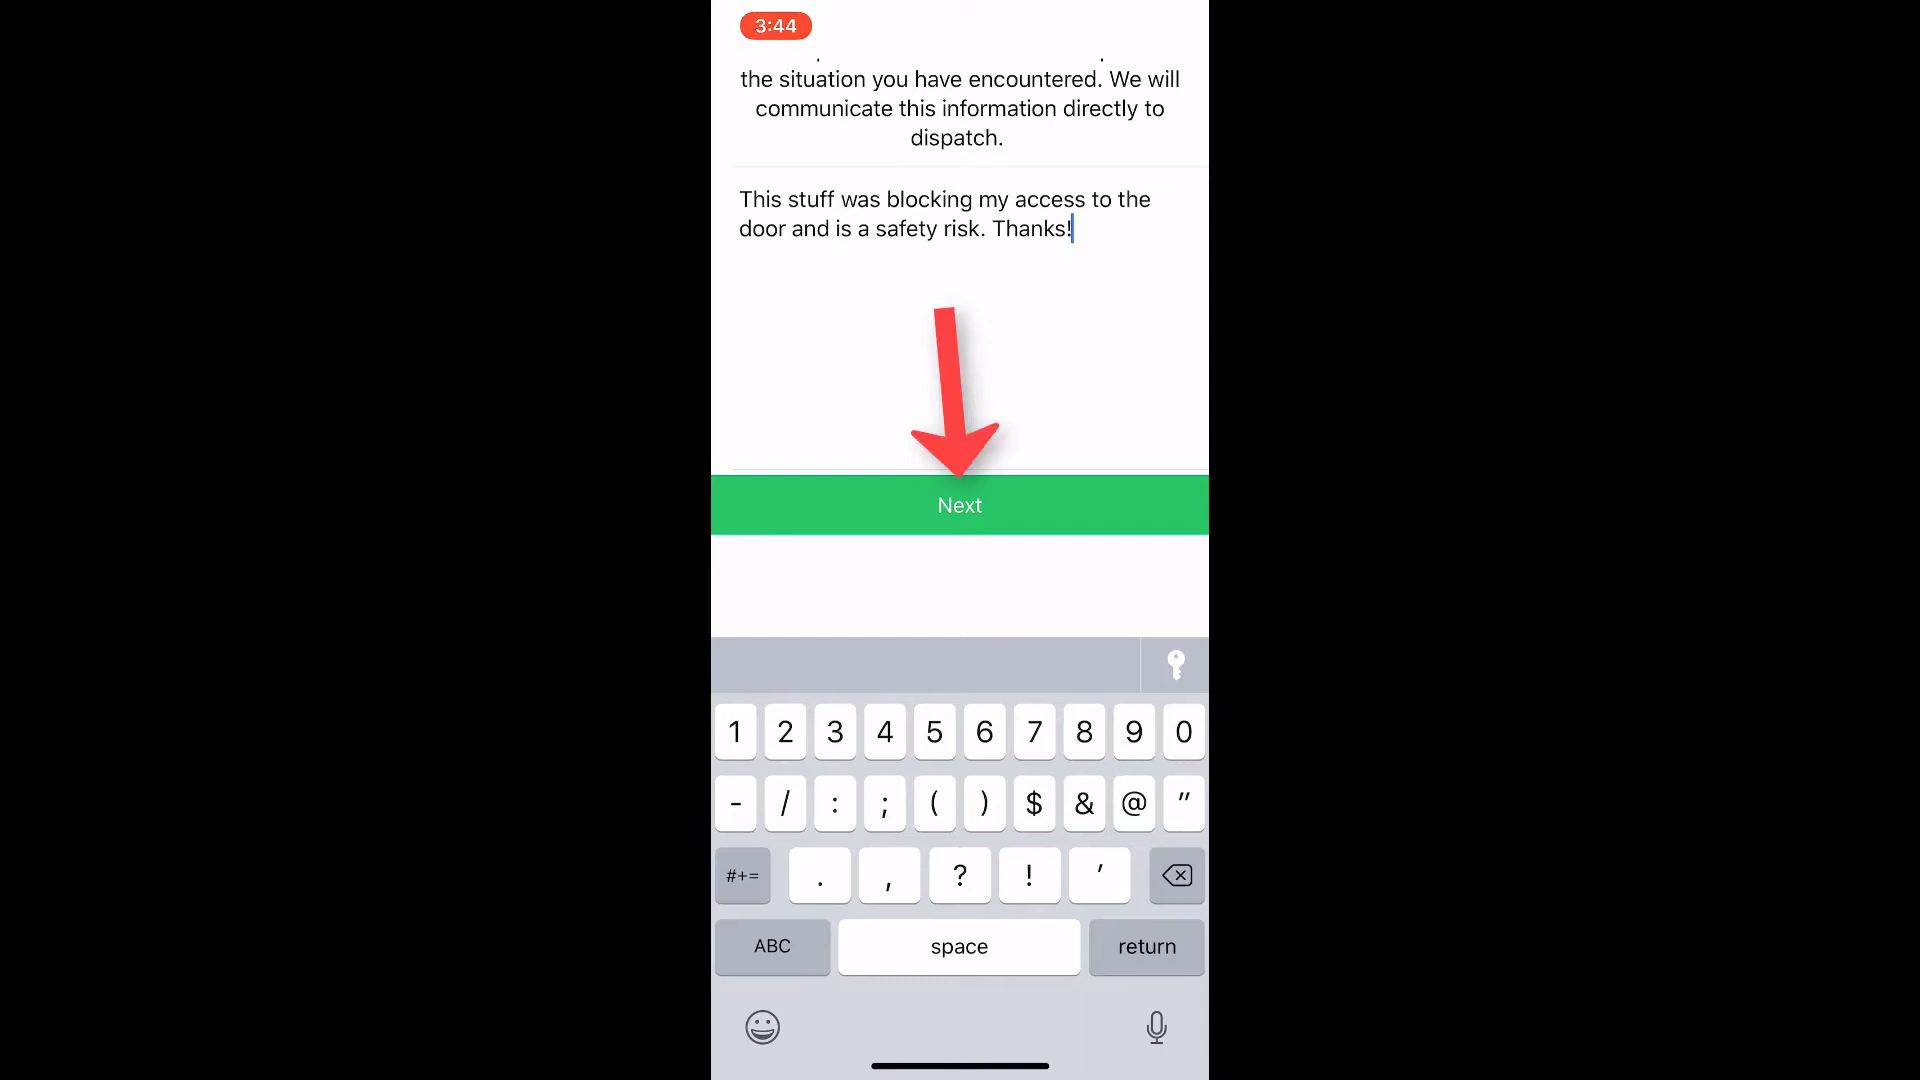 3:44
the situation you have encountered. We will
communicate this information directly to
dispatch.
This stuff was blocking my access to the
door and is a safety risk. Thanks!
Next
1 2 3 4 5 6 7 8 9 0
- / : ; ( ) $ & @ "
#+= . , ? ! '
ABC space return